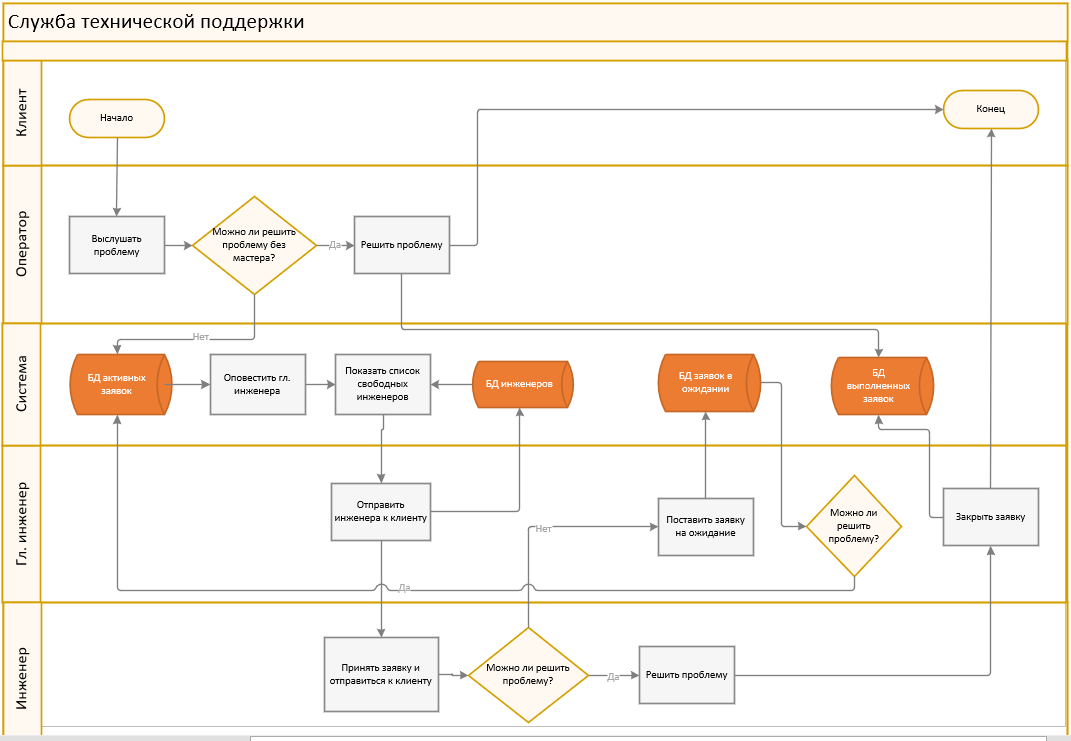 Служба технической поддержки
Клиент
Начало
Конец
Оператор
Выслушать
проблему
Можно ли решить
проблему без
мастера?
Да
Решить проблему
Нет
Система
БД активных
заявок
Оповестить гл.
инженера
Показать список
свободных
инженеров
БД инженеров
БД заявок в
ожидании
БД
выполненных
заявок
Гл. инженер
Отправить
инженера к клиенту
Нет
Поставить заявку
на ожидание
Можно ли
решить
проблему?
Закрыть заявку
Да
Инженер
Принять заявку и
отправиться к клиенту
Можно ли решить
проблему?
Да
Решить проблему